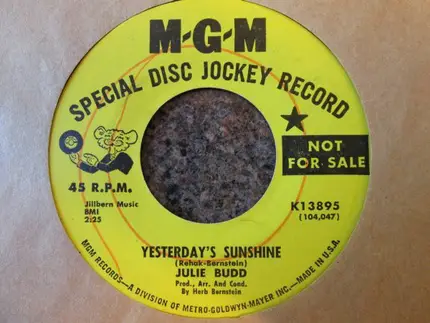 M-G-M
SPECIAL DISC JOCKEY RECORD
NOT
FOR SALE
45 R.P.M.
Jillbern Music
BMI
2:25
K13895
(104,047)
YESTERDAY'S SUNSHINE
(Rehak-Bernstein)
JULIE BUDD
Prod., Arr. And Cond.
By Herb Bernstein
MGM RECORDS—A DIVISION OF METRO-GOLDWYN-MAYER INC.—MADE IN U.S.A.